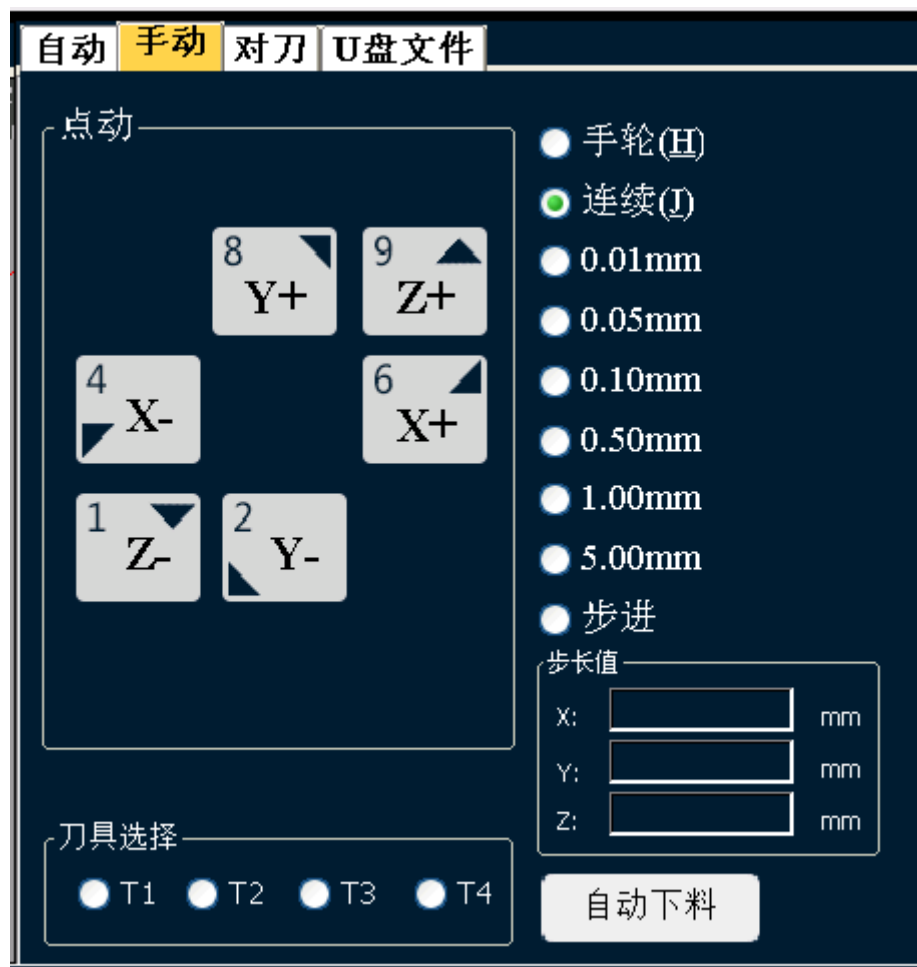 自动 手动 对刀 U盘文件
点动
8 Y+
9 Z+
4 X-
6 X+
1 Z-
2 Y-
手轮(H)
连续(J)
0.01mm
0.05mm
0.10mm
0.50mm
1.00mm
5.00mm
步进
步长值
X: mm
Y: mm
Z: mm
刀具选择
T1 T2 T3 T4
自动下料